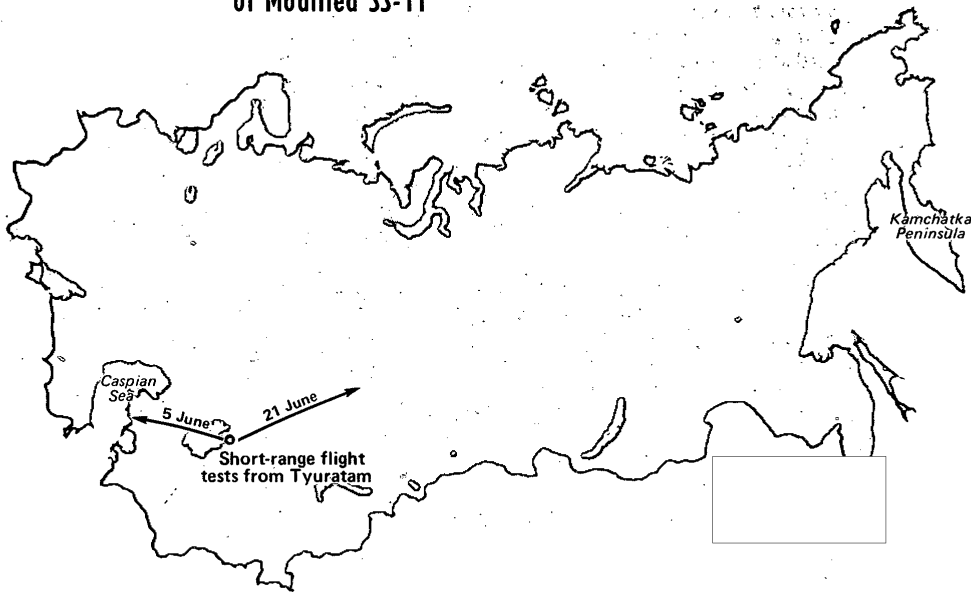 of Modified SS-11
Kamchatka
Peninsula
Caspian
Sea
5 June
21 June
Short-range flight
tests from Tyuratam